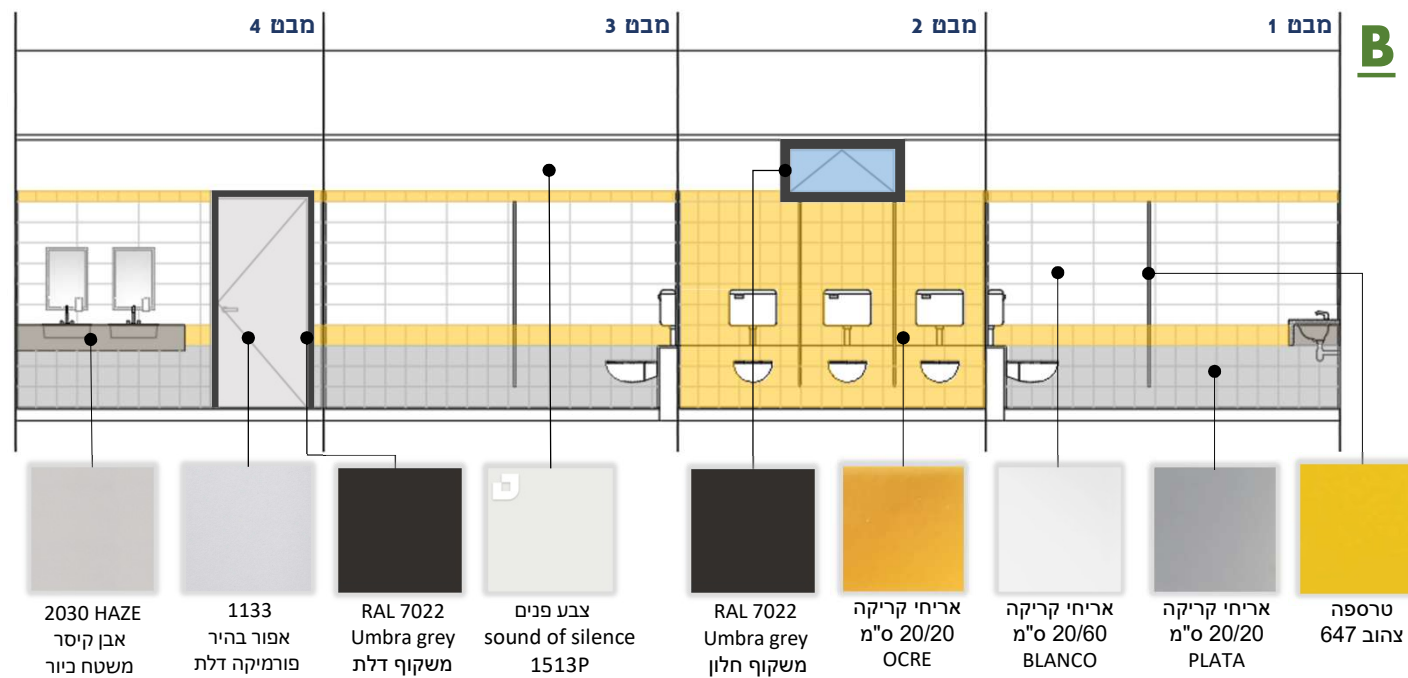 B
מבט 1
מבט 2
מבט 3
מבט 4
טרספה
צהוב 647
אריחי קריקה
20/20 ס"מ
PLATA
אריחי קריקה
20/60 ס"מ
BLANCO
אריחי קריקה
20/20 ס"מ
OCRE
RAL 7022
Umbra grey
משקוף חלון
צבע פנים
sound of silence
1513P
RAL 7022
Umbra grey
משקוף דלת
1133
אפור בהיר
פורמיקה דלת
2030 HAZE
אבן קיסר
משטח כיור